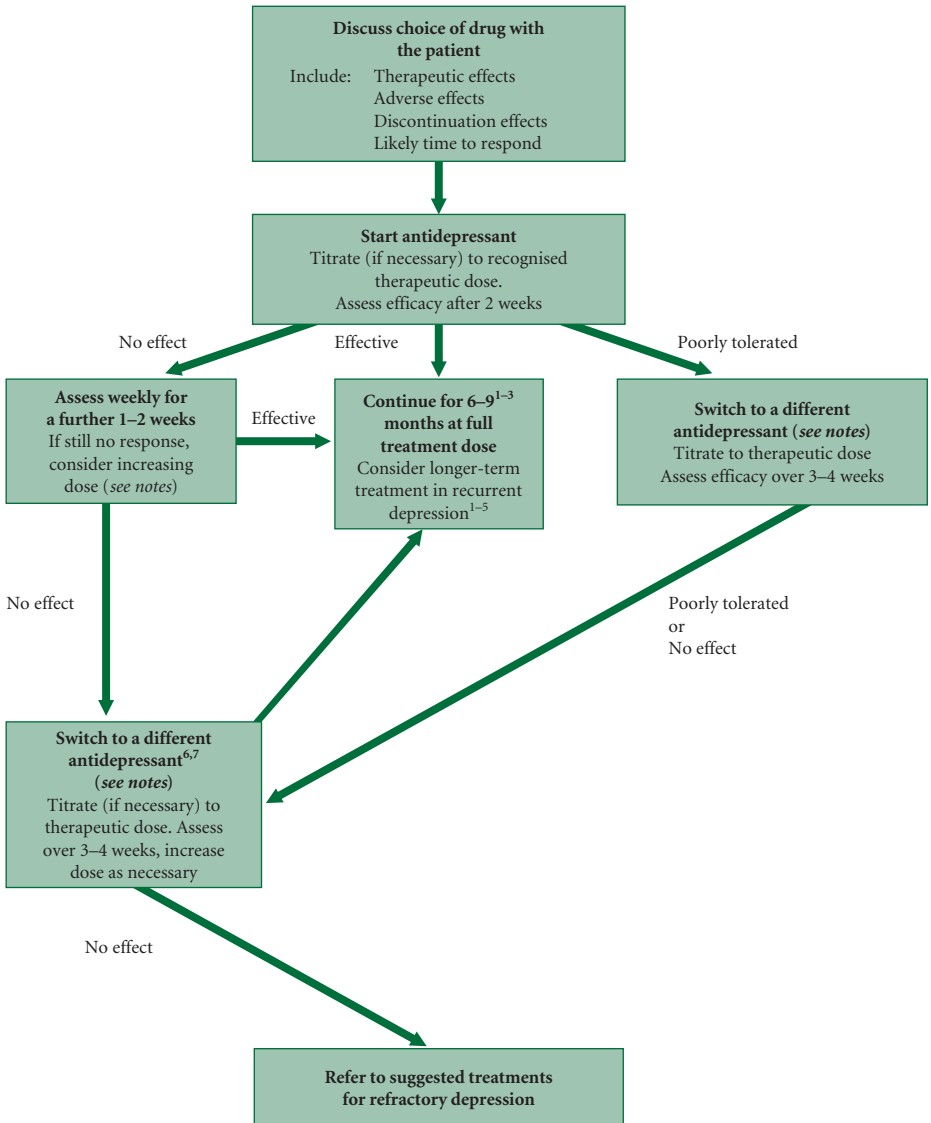 Discuss choice of drug with
the patient
Include: Therapeutic effects
Adverse effects
Discontinuation effects
Likely time to respond
Start antidepressant
Titrate (if necessary) to recognised
therapeutic dose.
Assess efficacy after 2 weeks
No effect
Effective
Poorly tolerated
Assess weekly for
a further 1–2 weeks
If still no response,
consider increasing
dose (see notes)
Effective
Continue for 6–9¹⁻³
months at full
treatment dose
Consider longer-term
treatment in recurrent
depression¹⁻⁵
Switch to a different
antidepressant (see notes)
Titrate to therapeutic dose
Assess efficacy over 3–4 weeks
No effect
Poorly tolerated
or
No effect
Switch to a different
antidepressant⁶,⁷
(see notes)
Titrate (if necessary) to
therapeutic dose. Assess
over 3–4 weeks, increase
dose as necessary
No effect
Refer to suggested treatments
for refractory depression